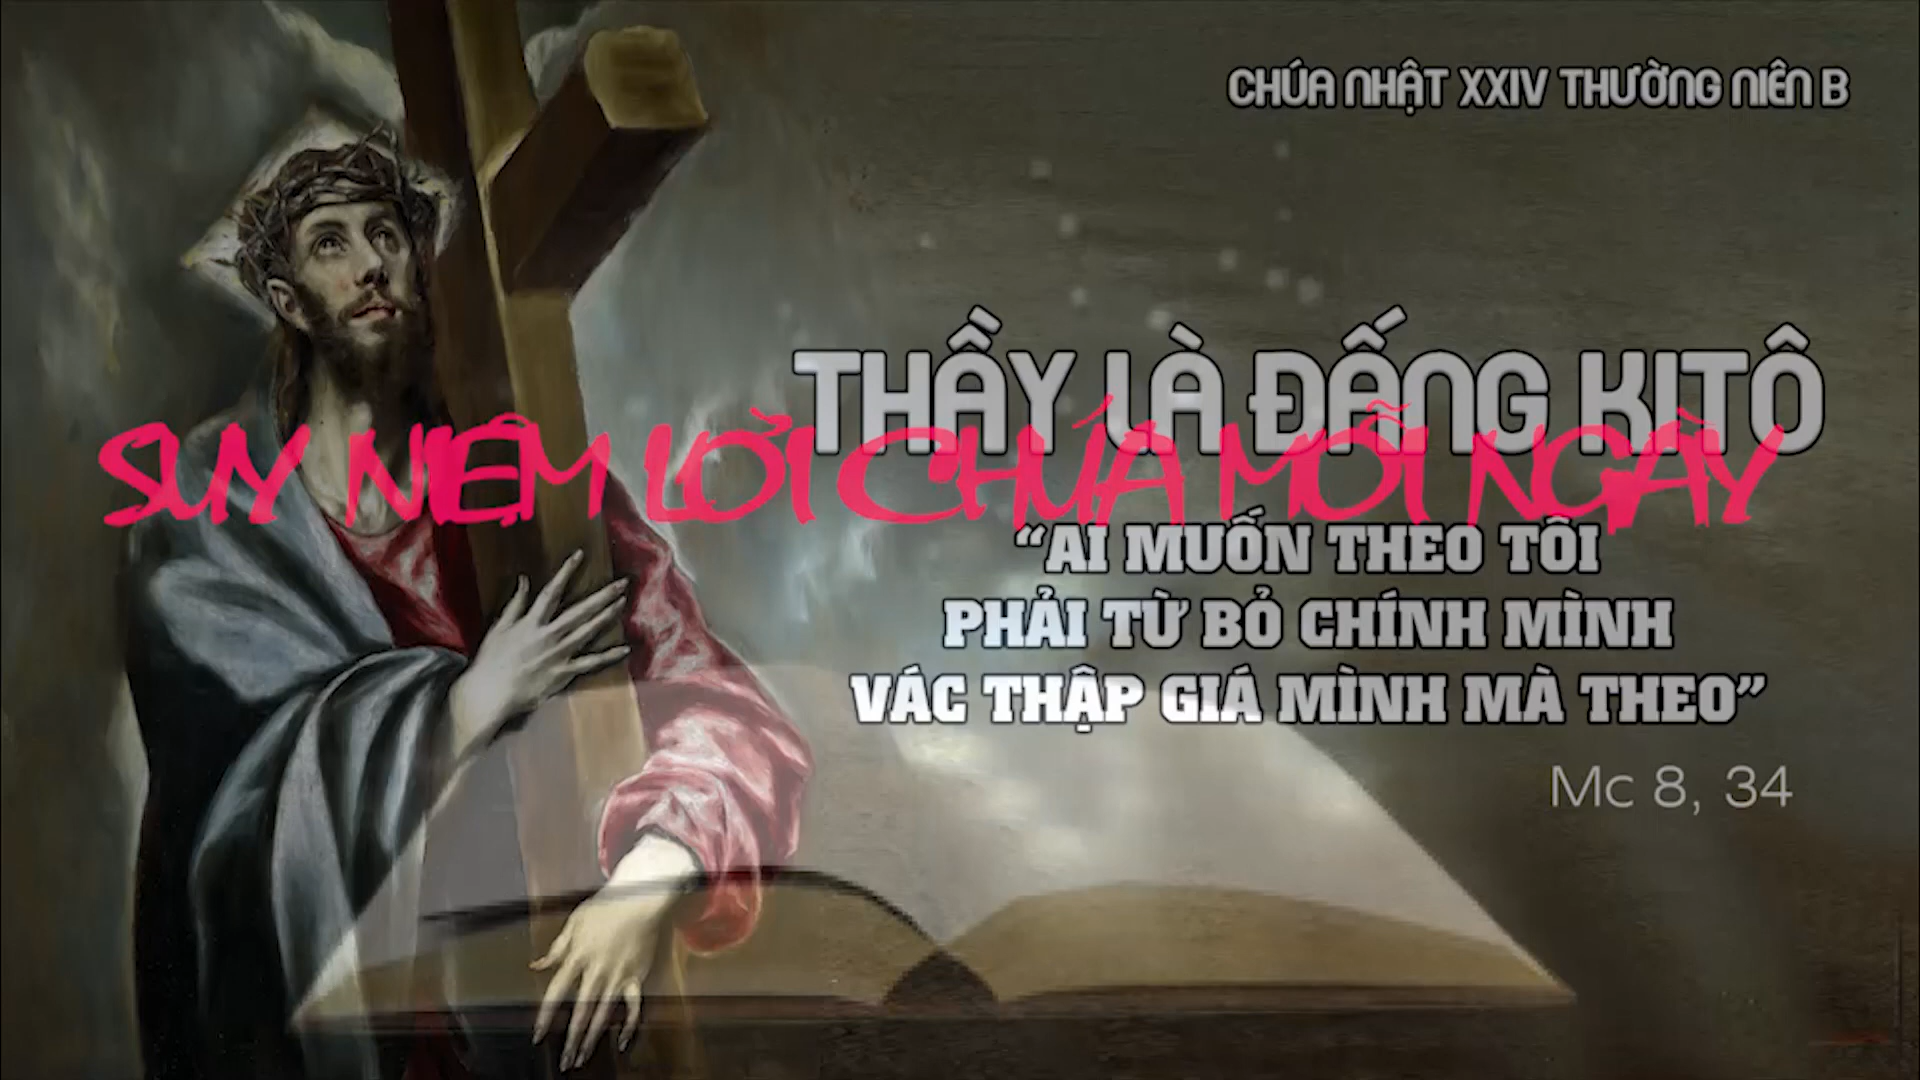 CHÚA NHẬT XXIV THƯỜNG NIÊN B
THẦY LÀ ĐẤNG KITÔ
SUY NIỆM LỜI CHÚA MỖI NGÀY
“AI MUỐN THEO TÔI
PHẢI TỪ BỎ CHÍNH MÌNH
VÁC THẬP GIÁ MÌNH MÀ THEO”
Mc 8, 34